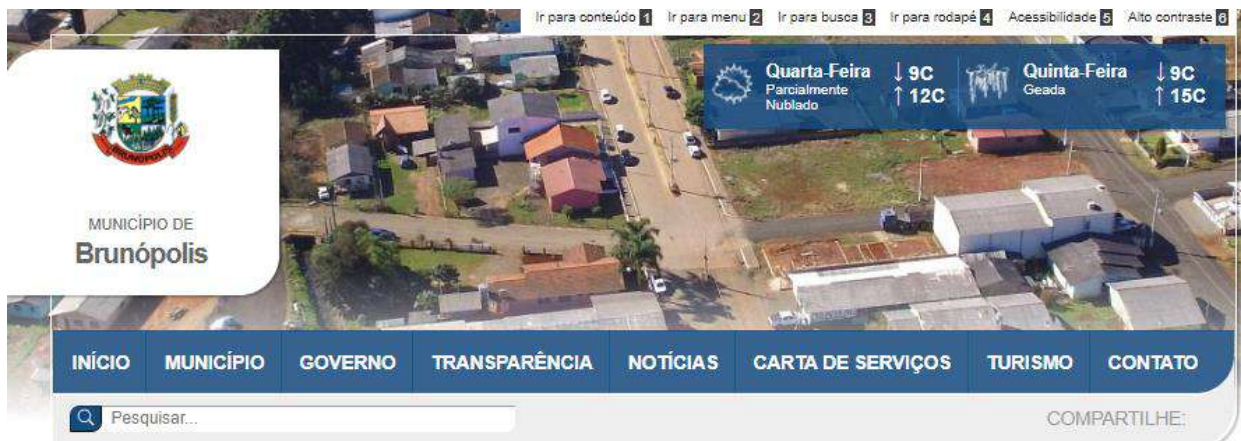 Ir para conteúdo 1 Ir para menu 2 Ir para busca 3 Ir para rodapé 4 Acessibilidade 5 Alto contraste 6
Quarta-Feira ↓ 9C
Parcialmente Nublado ↑ 12C
Quinta-Feira ↓ 9C
Geada ↑ 15C
BRUNÓPOLIS
MUNICÍPIO DE
Brunópolis
INÍCIO MUNICÍPIO GOVERNO TRANSPARÊNCIA NOTÍCIAS CARTA DE SERVIÇOS TURISMO CONTATO
Pesquisar... COMPARTILHE: